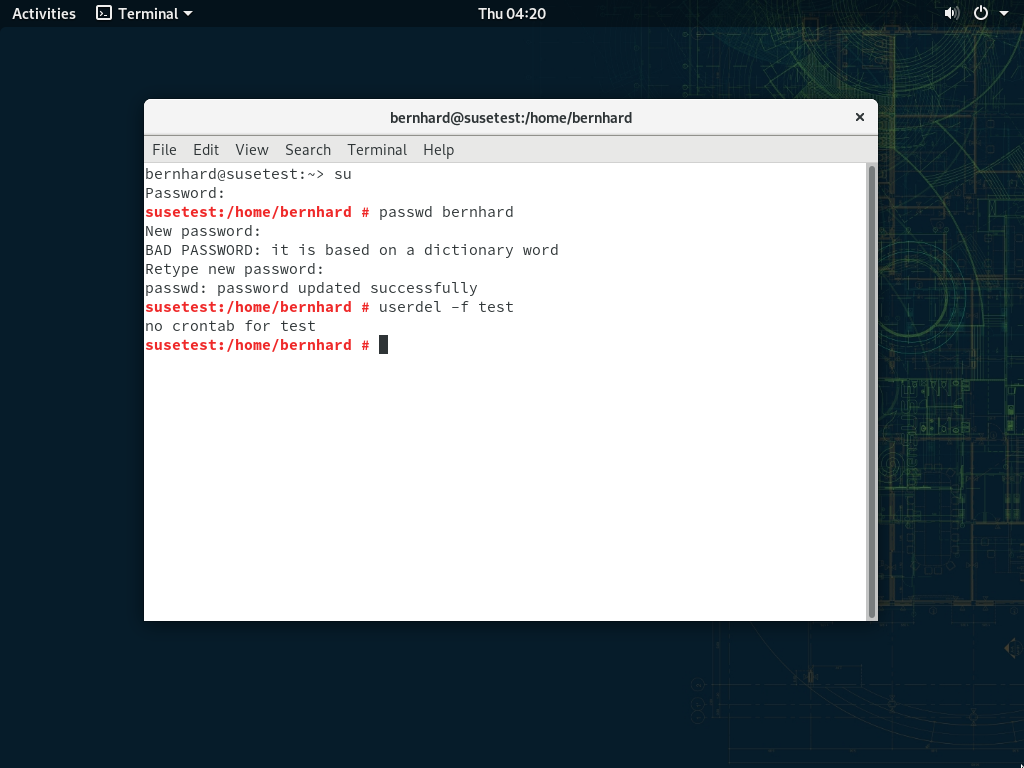 Activities Terminal Thu 04:20
bernhard@susetest:/home/bernhard
File Edit View Search Terminal Help
bernhard@susetest:~> su
Password:
susetest:/home/bernhard # passwd bernhard
New password:
BAD PASSWORD: it is based on a dictionary word
Retype new password:
passwd: password updated successfully
susetest:/home/bernhard # userdel -f test
no crontab for test
susetest:/home/bernhard #